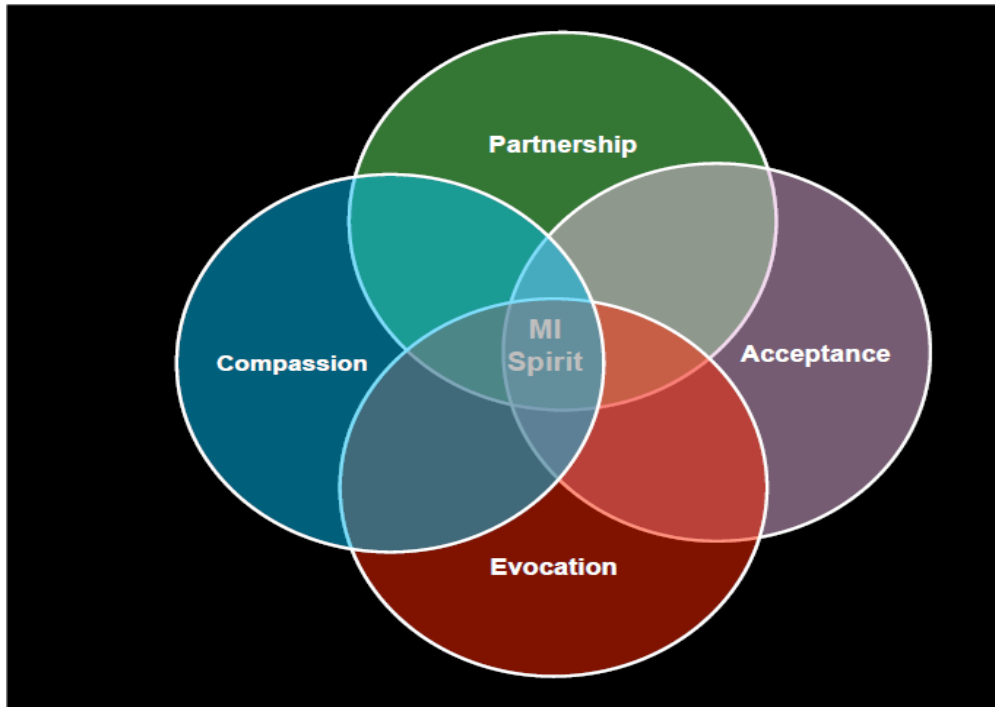 Partnership
MI
Spirit
Compassion
Acceptance
Evocation